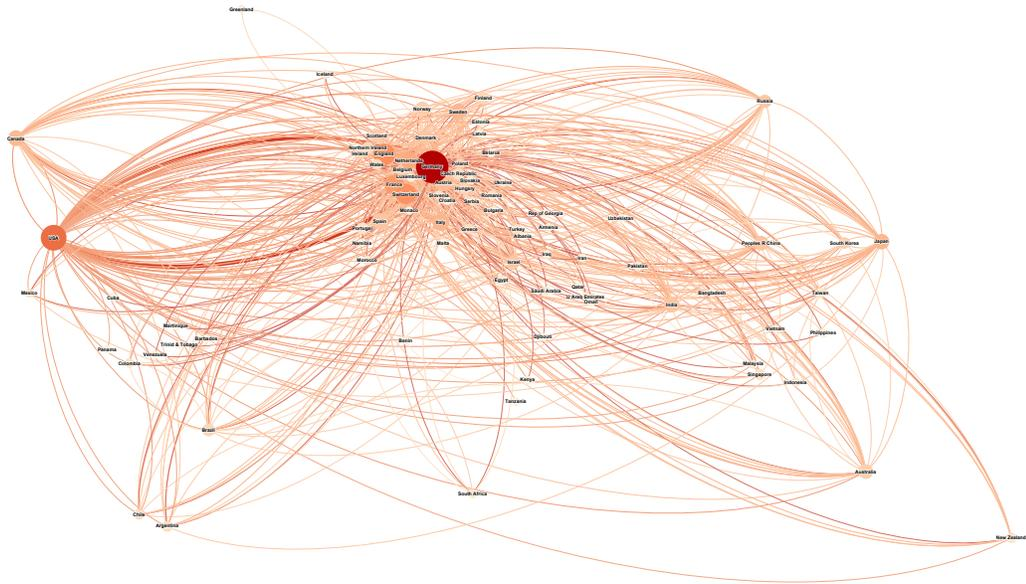 Greenland
Iceland
Finland
Russia
Norway
Sweden
Estonia
Canada
Scotland
Denmark
Latvia
Northern Ireland
Ireland
England
Belarus
Wales
Netherlands
Germany
Poland
Belgium
Czech Republic
Luxembourg
Austria
Slovakia
Ukraine
France
Hungary
Switzerland
Slovenia
Romania
Croatia
Serbia
Monaco
Bulgaria
Rep of Georgia
Uzbekistan
Spain
Italy
Portugal
Greece
Turkey
Armenia
USA
Albania
Namibia
Malta
Peoples R China
South Korea
Japan
Morocco
Israel
Iraq
Iran
Pakistan
Egypt
Qatar
Mexico
Saudi Arabia
Bangladesh
Taiwan
Cuba
U Arab Emirates
Oman
India
Martinique
Vietnam
Philippines
Barbados
Benin
Djibouti
Trinid & Tobago
Panama
Venezuela
Colombia
Malaysia
Singapore
Kenya
Indonesia
Tanzania
Brazil
Australia
South Africa
Chile
Argentina
New Zealand